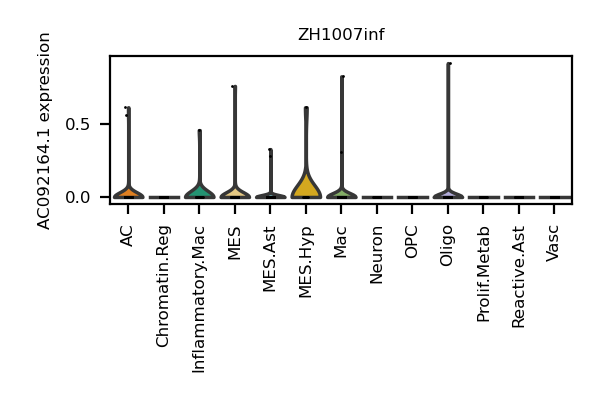 ZH1007inf
AC092164.1 expression
0.5
0.0
AC
Chromatin.Reg
Inflammatory.Mac
MES
MES.Ast
MES.Hyp
Mac
Neuron
OPC
Oligo
Prolif.Metab
Reactive.Ast
Vasc